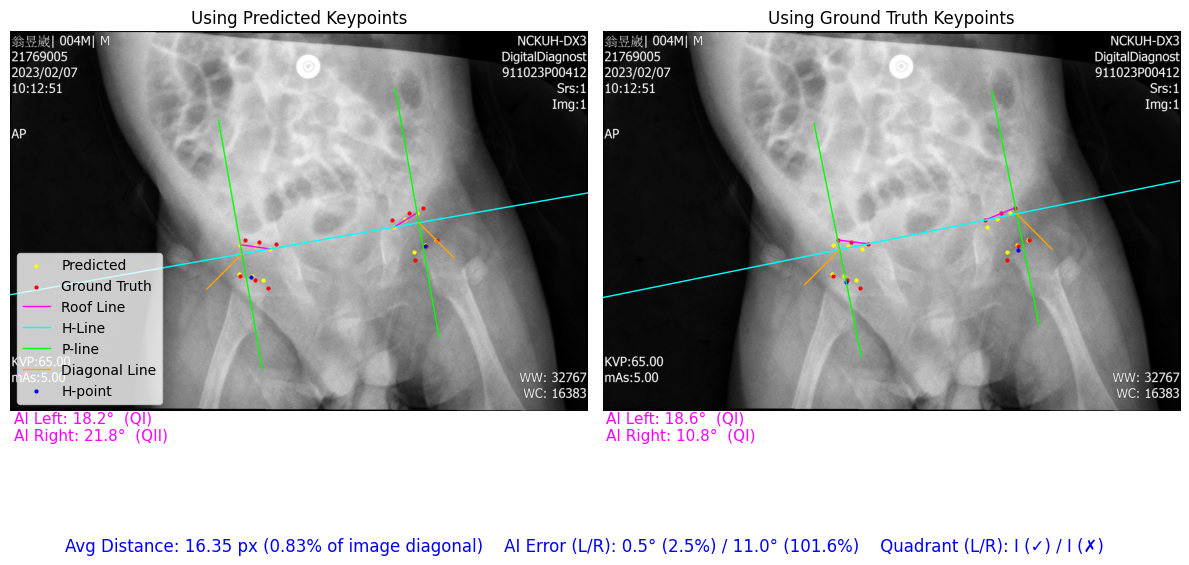 Using Predicted Keypoints
翁昱崴| 004M| M
21769005
2023/02/07
10:12:51
AP
NCKUH-DX3
DigitalDiagnost
911023P00412
Srs:1
Img:1
Predicted
Ground Truth
Roof Line
H-Line
P-line
Diagonal Line
H-point
KVP:65.00
mAs:5.00
WW: 32767
WC: 16383
AI Left: 18.2° (QI)
AI Right: 21.8° (QII)
Using Ground Truth Keypoints
翁昱崴| 004M| M
21769005
2023/02/07
10:12:51
AP
NCKUH-DX3
DigitalDiagnost
911023P00412
Srs:1
Img:1
KVP:65.00
mAs:5.00
WW: 32767
WC: 16383
AI Left: 18.6° (QI)
AI Right: 10.8° (QI)
Avg Distance: 16.35 px (0.83% of image diagonal) AI Error (L/R): 0.5° (2.5%) / 11.0° (101.6%) Quadrant (L/R): I (✓) / I (✗)